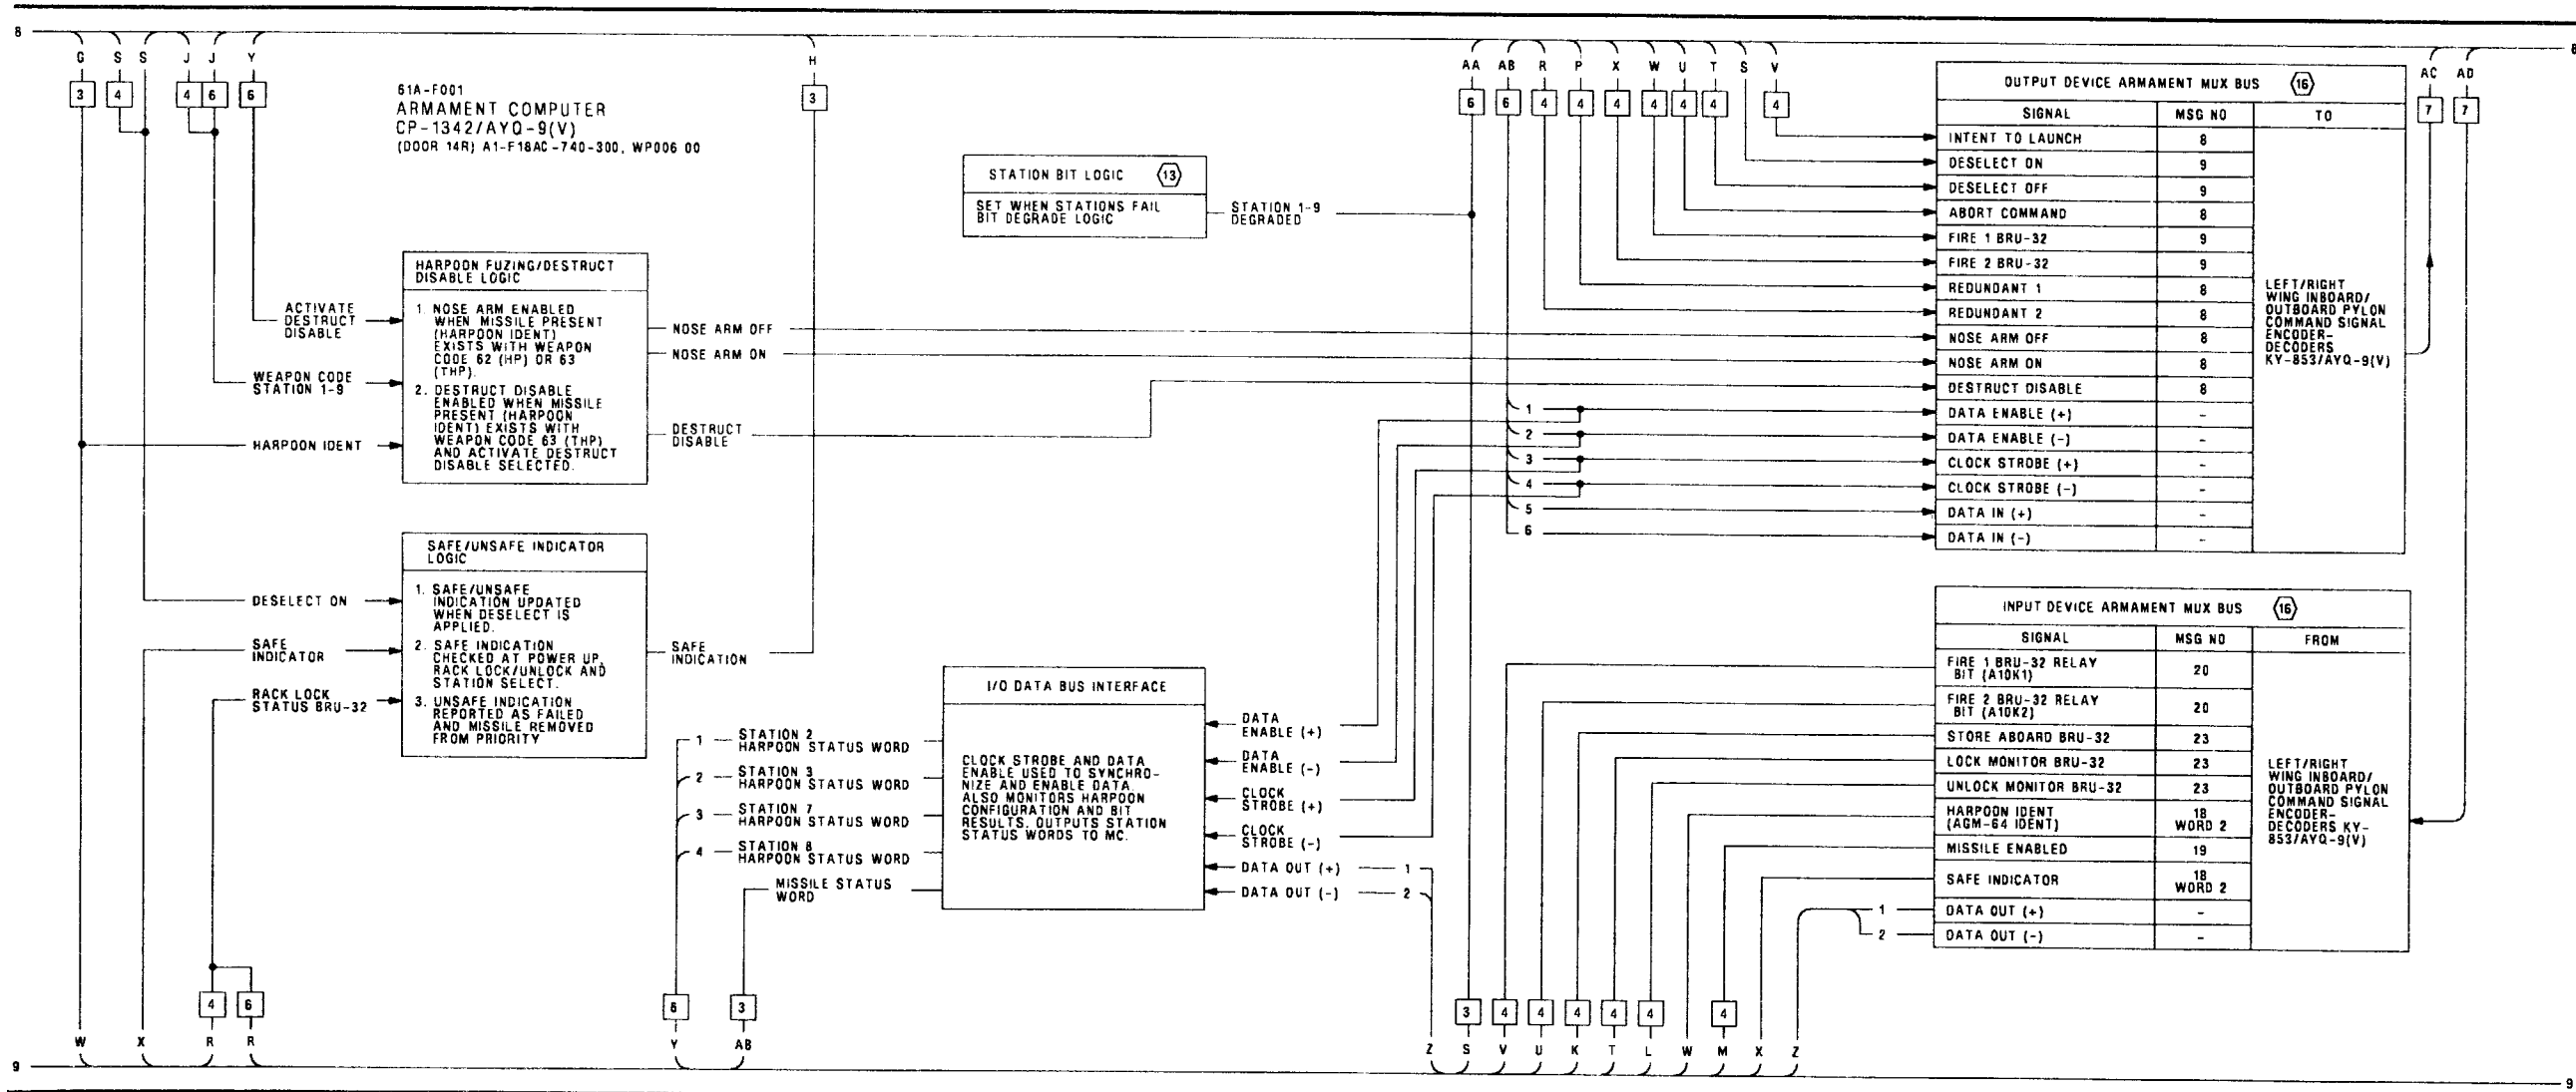 8
G S S J J Y H AA AB R P X W U T S V AC AD
8
3 4 4 6 6 3 6 6 4 4 4 4 4 4 4 7 7
61A-F001
ARMAMENT COMPUTER
CP-1342/AYQ-9(V)
(DOOR 14R) A1-F18AC-740-300, WP006 00
STATION BIT LOGIC 13
SET WHEN STATIONS FAIL
BIT DEGRADE LOGIC
STATION 1-9
DEGRADED
HARPOON FUZING/DESTRUCT
DISABLE LOGIC
1. NOSE ARM ENABLED
WHEN MISSILE PRESENT
(HARPOON IDENT)
EXISTS WITH WEAPON
CODE 62 (HP) OR 63
(THP).
2. DESTRUCT DISABLE
ENABLED WHEN MISSILE
PRESENT (HARPOON
IDENT) EXISTS WITH
WEAPON CODE 63 (THP)
AND ACTIVATE DESTRUCT
DISABLE SELECTED.
ACTIVATE
DESTRUCT
DISABLE
WEAPON CODE
STATION 1-9
HARPOON IDENT
NOSE ARM OFF
NOSE ARM ON
DESTRUCT
DISABLE
SAFE/UNSAFE INDICATOR
LOGIC
1. SAFE/UNSAFE
INDICATION UPDATED
WHEN DESELECT IS
APPLIED.
2. SAFE INDICATION
CHECKED AT POWER UP,
RACK LOCK/UNLOCK AND
STATION SELECT.
3. UNSAFE INDICATION
REPORTED AS FAILED
AND MISSILE REMOVED
FROM PRIORITY
DESELECT ON
SAFE
INDICATOR
RACK LOCK
STATUS BRU-32
SAFE
INDICATION
I/O DATA BUS INTERFACE
CLOCK STROBE AND DATA
ENABLE USED TO SYNCHRO-
NIZE AND ENABLE DATA.
ALSO MONITORS HARPOON
CONFIGURATION AND BIT
RESULTS. OUTPUTS STATION
STATUS WORDS TO MC.
1 STATION 2
HARPOON STATUS WORD
2 STATION 3
HARPOON STATUS WORD
3 STATION 7
HARPOON STATUS WORD
4 STATION 8
HARPOON STATUS WORD
MISSILE STATUS
WORD
DATA
ENABLE (+)
DATA
ENABLE (-)
CLOCK
STROBE (+)
CLOCK
STROBE (-)
DATA OUT (+) 1
DATA OUT (-) 2
OUTPUT DEVICE ARMAMENT MUX BUS 16
SIGNAL MSG NO TO
INTENT TO LAUNCH 8
DESELECT ON 9
DESELECT OFF 9
ABORT COMMAND 8
FIRE 1 BRU-32 9
FIRE 2 BRU-32 9
REDUNDANT 1 8
REDUNDANT 2 8
NOSE ARM OFF 8
NOSE ARM ON 8
DESTRUCT DISABLE 8
1 DATA ENABLE (+) -
2 DATA ENABLE (-) -
3 CLOCK STROBE (+) -
4 CLOCK STROBE (-) -
5 DATA IN (+) -
6 DATA IN (-) -
LEFT/RIGHT
WING INBOARD/
OUTBOARD PYLON
COMMAND SIGNAL
ENCODER-
DECODERS
KY-853/AYQ-9(V)
INPUT DEVICE ARMAMENT MUX BUS 16
SIGNAL MSG NO FROM
FIRE 1 BRU-32 RELAY
BIT (A10K1) 20
FIRE 2 BRU-32 RELAY
BIT (A10K2) 20
STORE ABOARD BRU-32 23
LOCK MONITOR BRU-32 23
UNLOCK MONITOR BRU-32 23
HARPOON IDENT 18
(AGM-64 IDENT) WORD 2
MISSILE ENABLED 19
SAFE INDICATOR 18
WORD 2
1 DATA OUT (+) -
2 DATA OUT (-) -
LEFT/RIGHT
WING INBOARD/
OUTBOARD PYLON
COMMAND SIGNAL
ENCODER-
DECODERS KY-
853/AYQ-9(V)
4 6 6 3 3 4 4 4 4 4 4
W X R R Y AB Z S V U K T L W M X Z
9
9